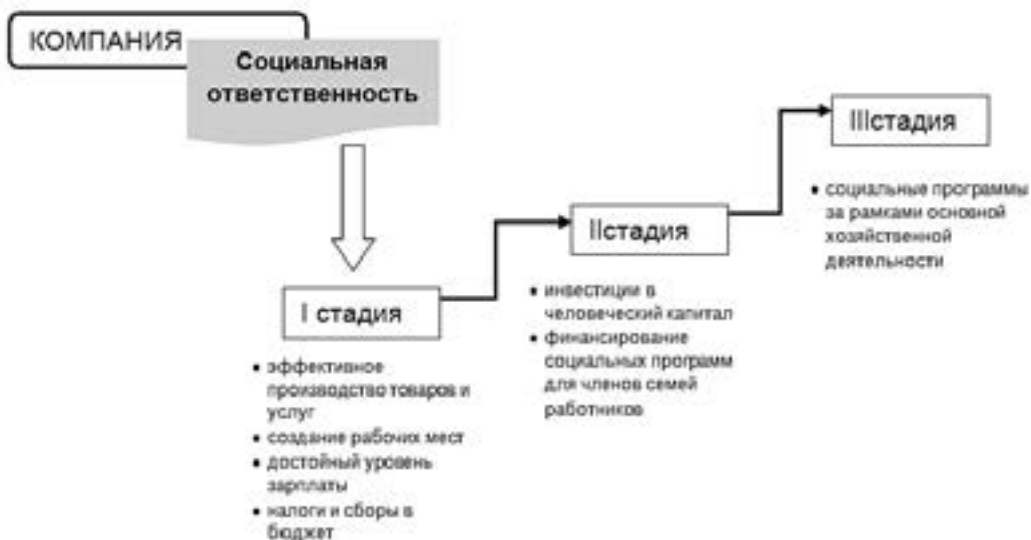 КОМПАНИЯ
Социальная
ответственность
I стадия
• эффективное
производство товаров и
услуг
• создание рабочих мест
• достойный уровень
зарплаты
• налоги и сборы в
бюджет
IIстадия
• инвестиции в
человеческий капитал
• финансирование
социальных программ
для членов семей
работников
IIIстадия
• социальные программы
за рамками основной
хозяйственной
деятельности